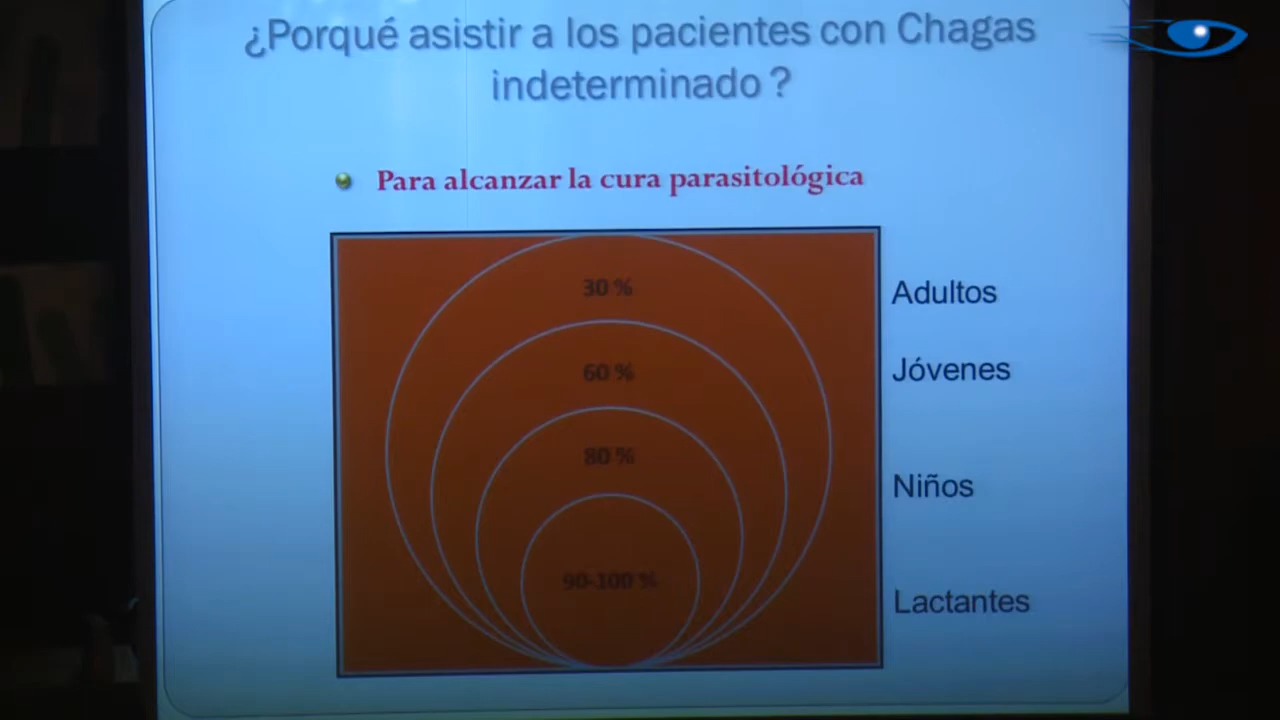 ¿Porqué asistir a los pacientes con Chagas
indeterminado ?
Para alcanzar la cura parasitológica
30 %
Adultos
60 %
Jóvenes
80 %
Niños
90-100 %
Lactantes